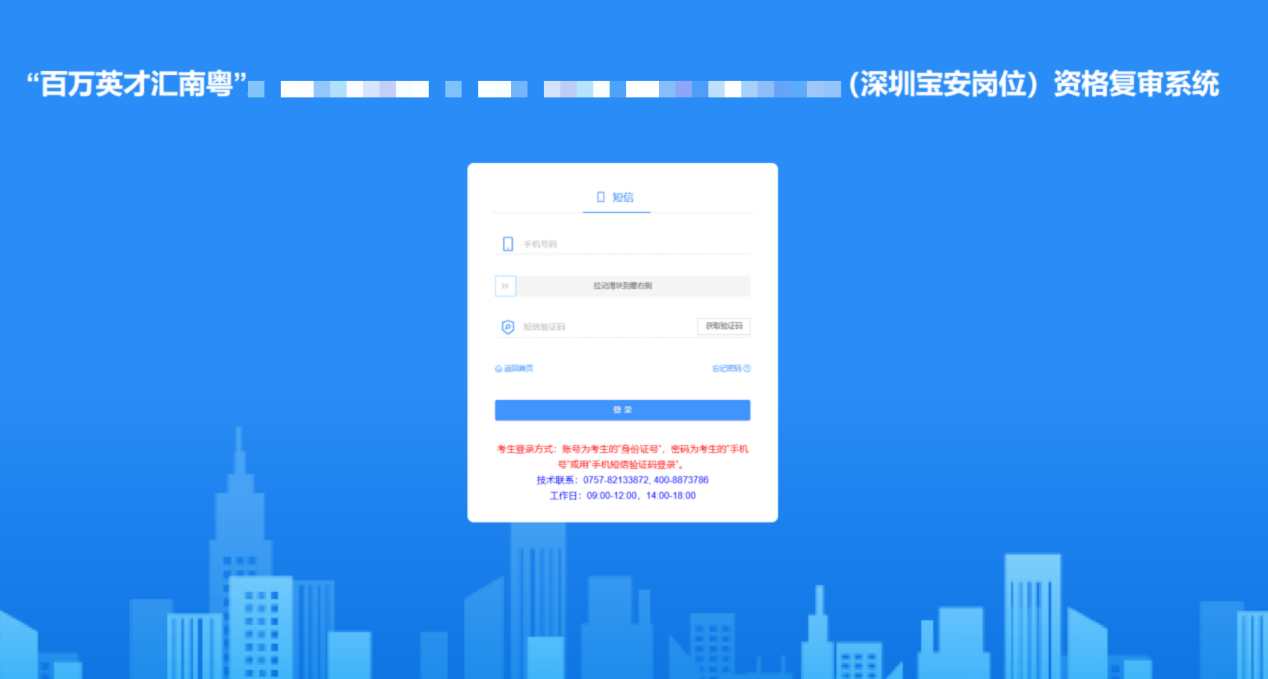 “百万英才汇南粤”
（深圳宝安岗位）资格复审系统
短信
手机号码
拉动滑块到最右侧
短信验证码
获取验证码
返回首页
忘记密码
登 录
考生登录方式：账号为考生的“身份证号”，密码为考生的“手机
号”或用“手机短信验证码登录”。
技术联系：0757-82133872, 400-8873786
工作日：09:00-12:00，14:00-18:00